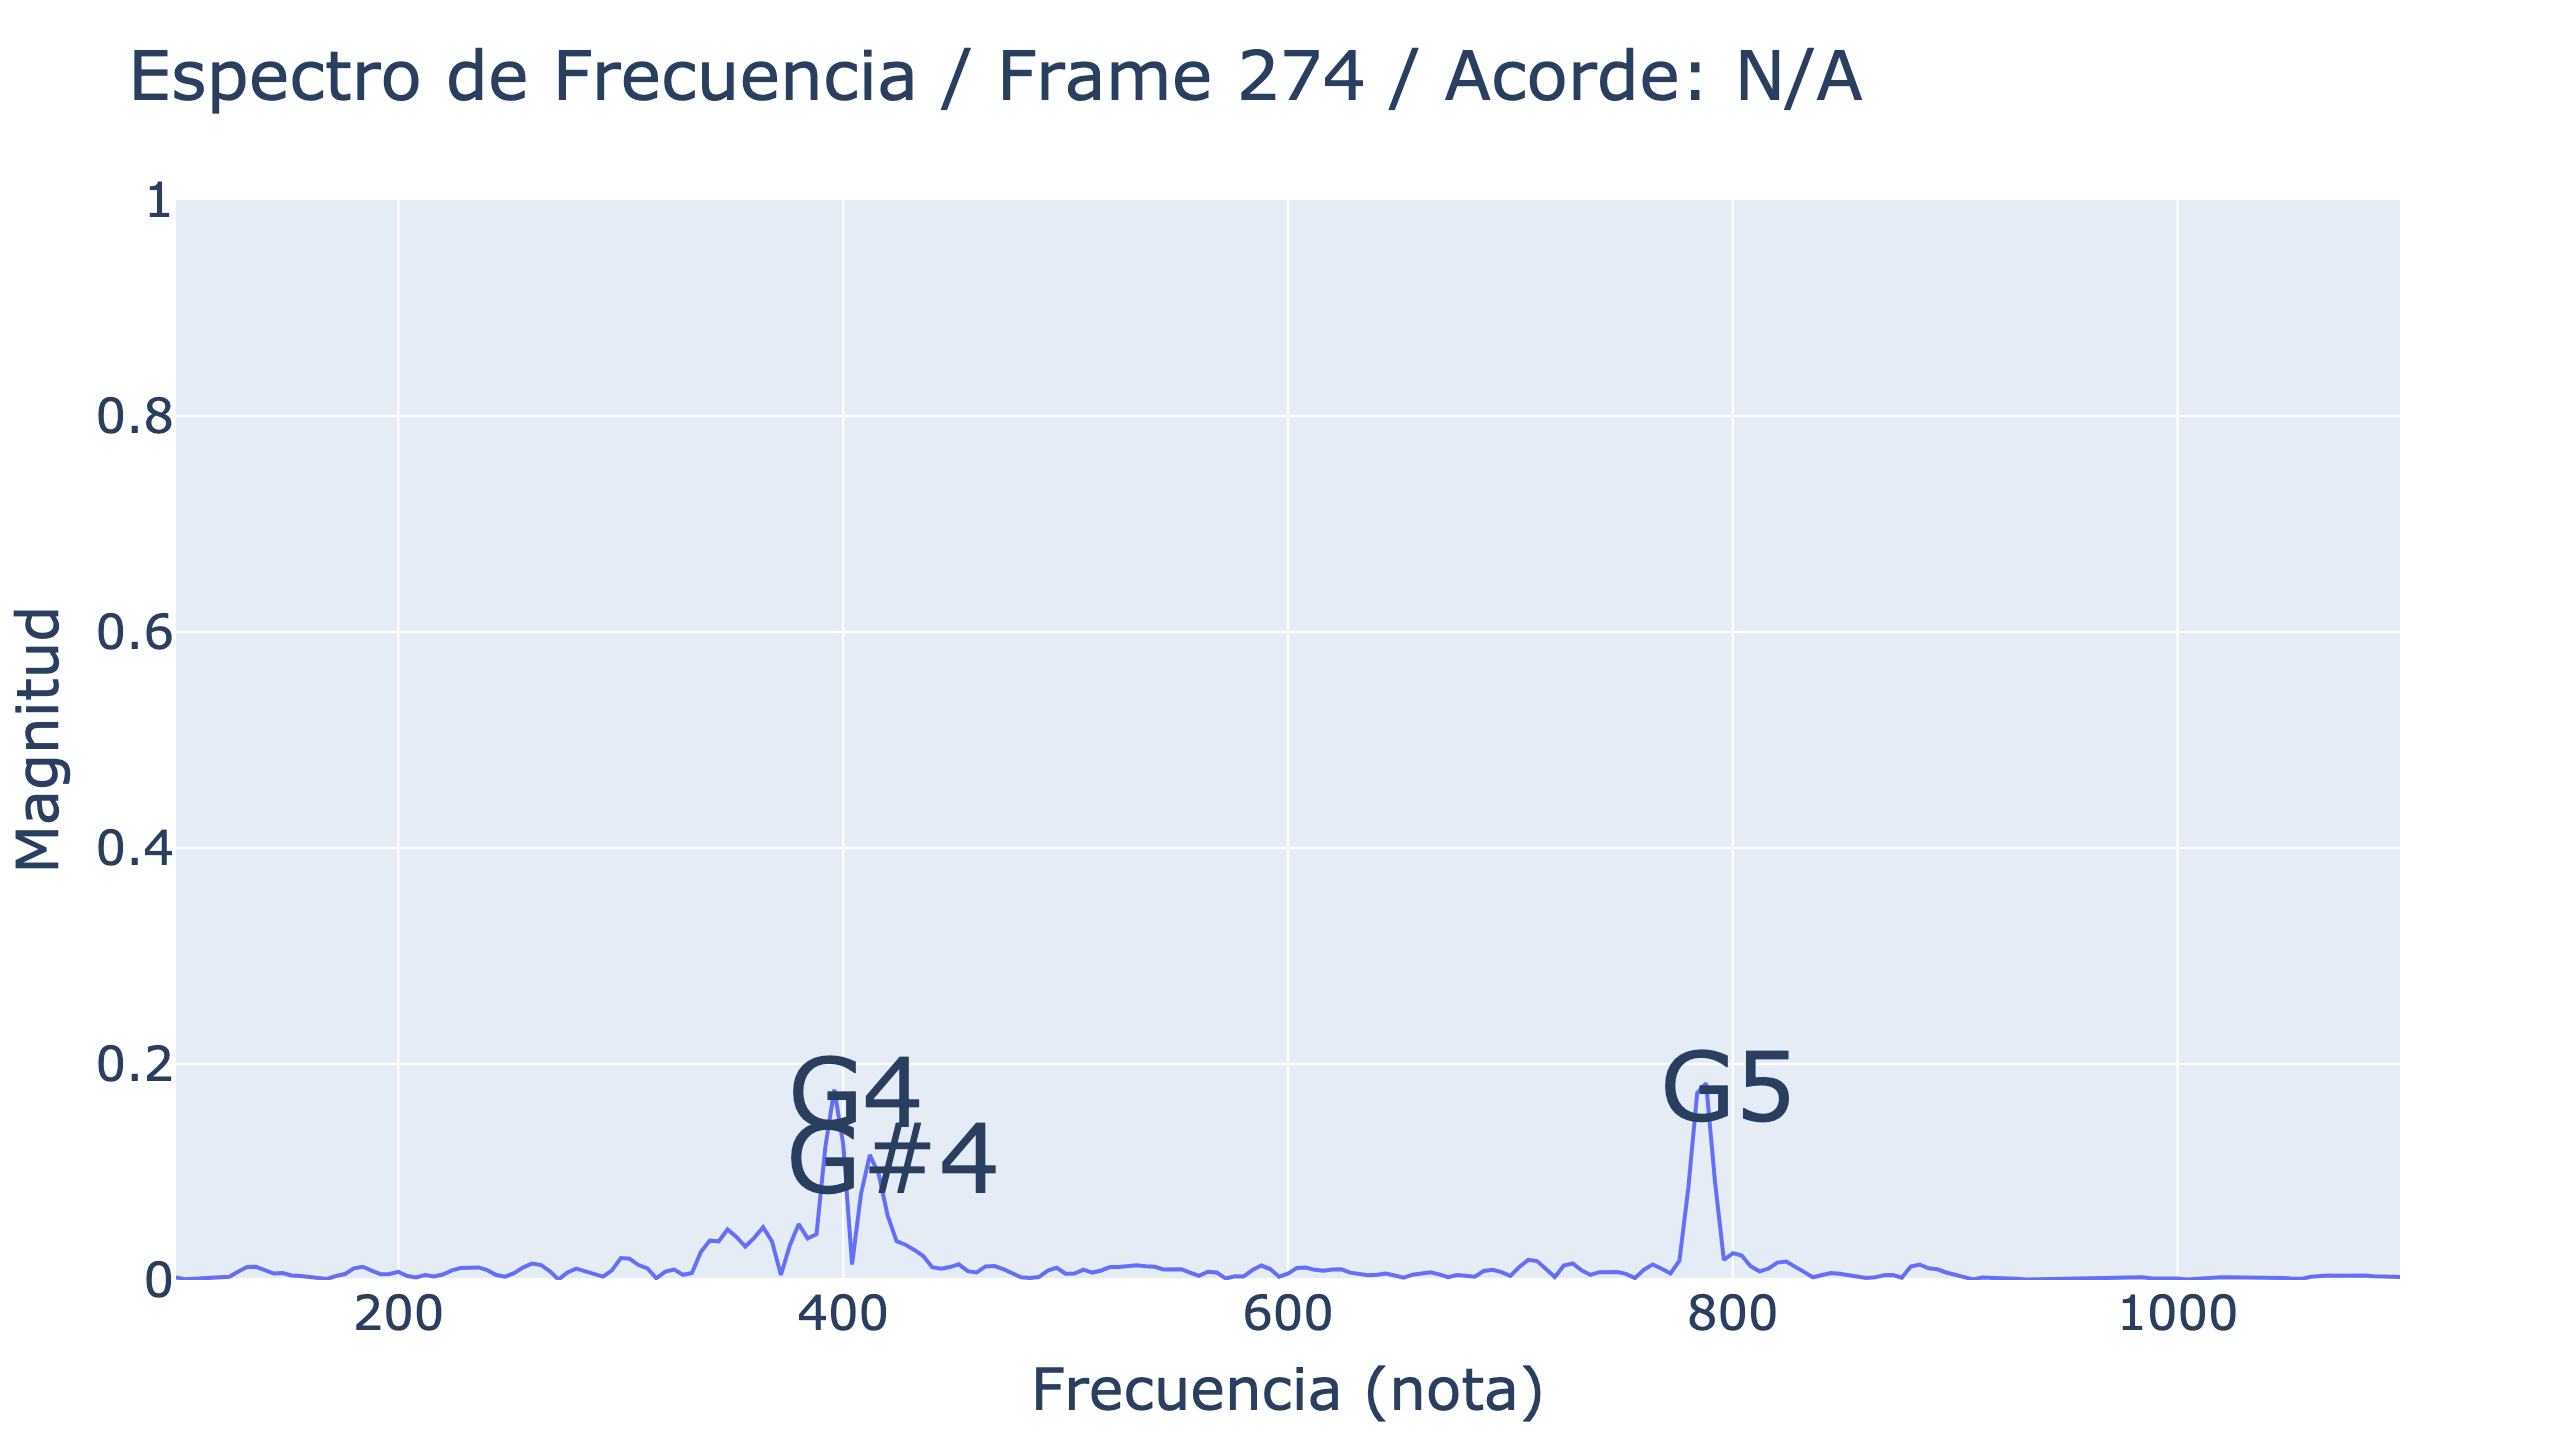 Espectro de Frecuencia / Frame 274 / Acorde: N/A
1
0.8
0.6
0.4
0.2
0
Magnitud
G4
G#4
G5
200
400
600
800
1000
Frecuencia (nota)